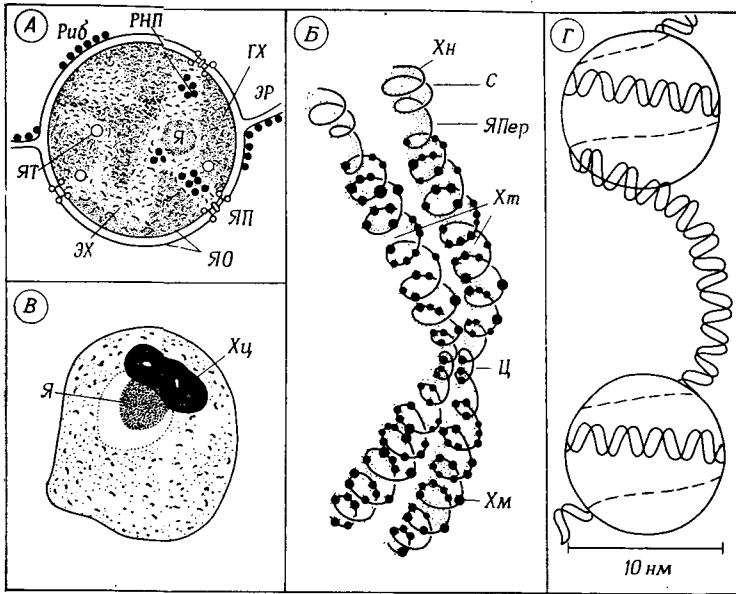 А
Риб
РНП
ГХ
ЭР
Я
ЯТ
ЯП
ЭХ
ЯО
Б
Хн
С
ЯПер
Хт
Ц
Хм
В
Хц
Я
Г
10 нм